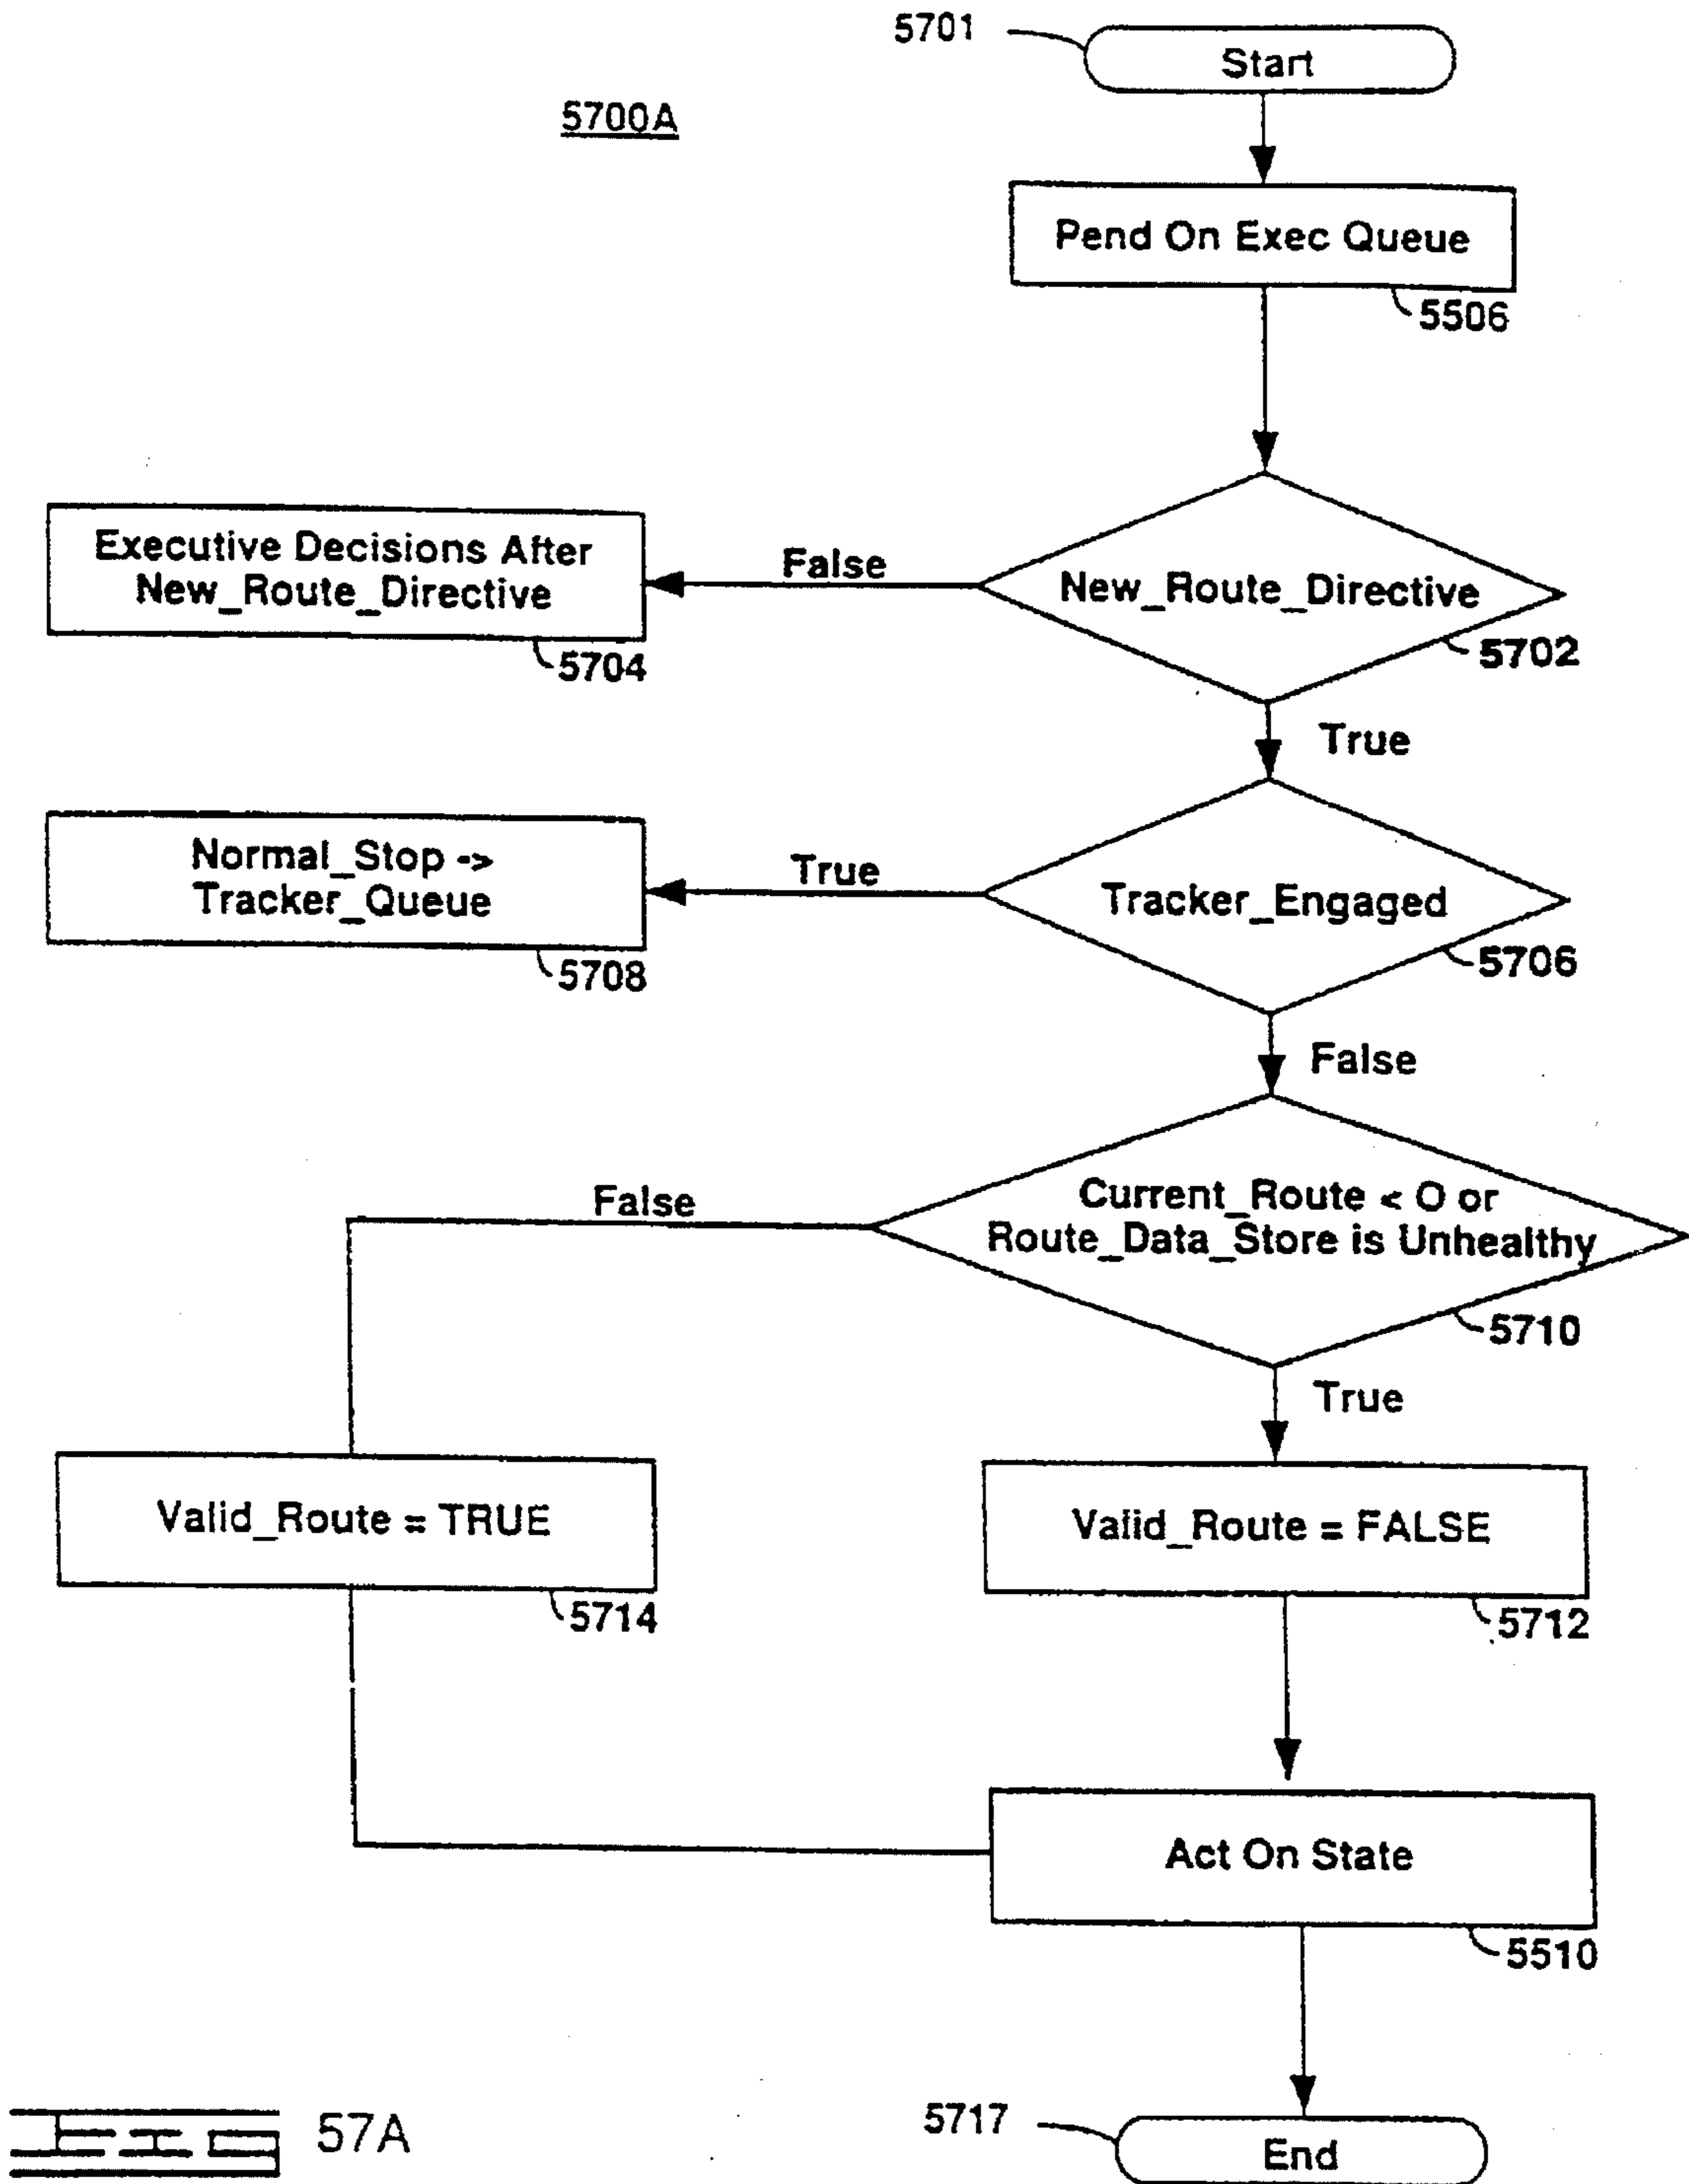 5701
Start
5700A
Pend On Exec Queue
5506
Executive Decisions After
New_Route_Directive
5704
False
New_Route_Directive
5702
True
Normal_Stop ->
Tracker_Queue
5708
True
Tracker_Engaged
5706
False
False
Current_Route < O or
Route_Data_Store is Unhealthy
5710
True
Valid_Route = TRUE
5714
Valid_Route = FALSE
5712
Act On State
5510
FIG 57A
5717
End